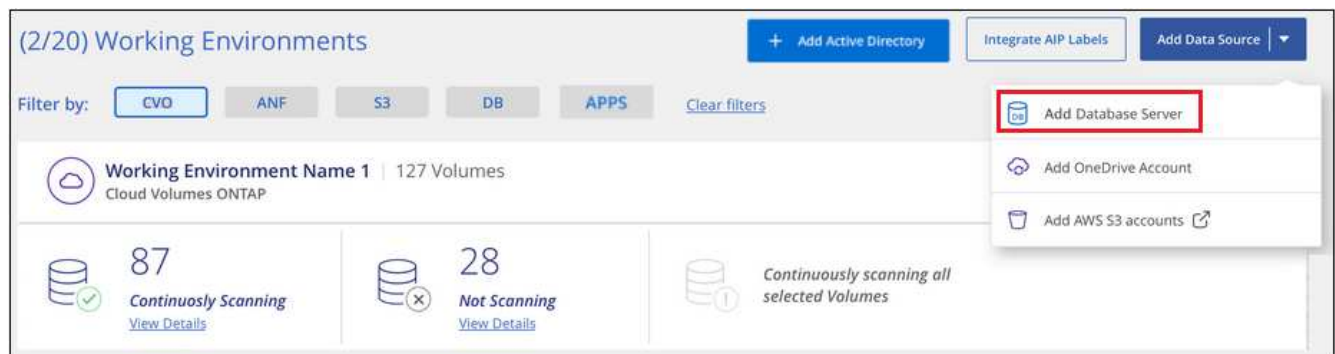 (2/20) Working Environments
+ Add Active Directory
Integrate AIP Labels
Add Data Source
Filter by:
CVO
ANF
S3
DB
APPS
Clear filters
DB
Add Database Server
Add OneDrive Account
Add AWS S3 accounts
Working Environment Name 1 | 127 Volumes
Cloud Volumes ONTAP
87
Continuosly Scanning
View Details
28
Not Scanning
View Details
Continuously scanning all
selected Volumes